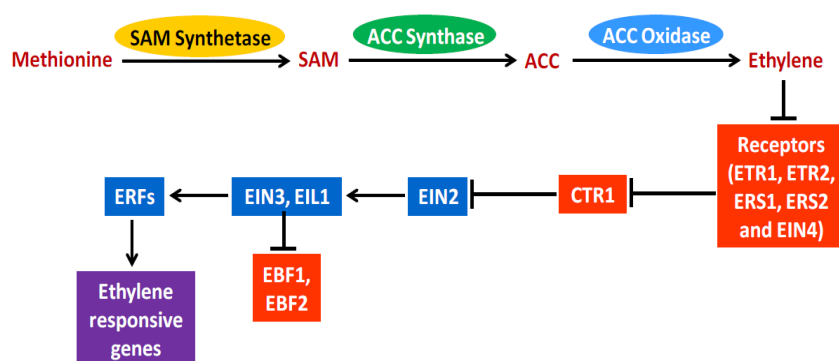 SAM Synthetase
ACC Synthase
ACC Oxidase
Methionine
SAM
ACC
Ethylene
Receptors
(ETR1, ETR2,
ERS1, ERS2
and EIN4)
CTR1
EIN2
EIN3, EIL1
ERFs
EBF1,
EBF2
Ethylene
responsive
genes